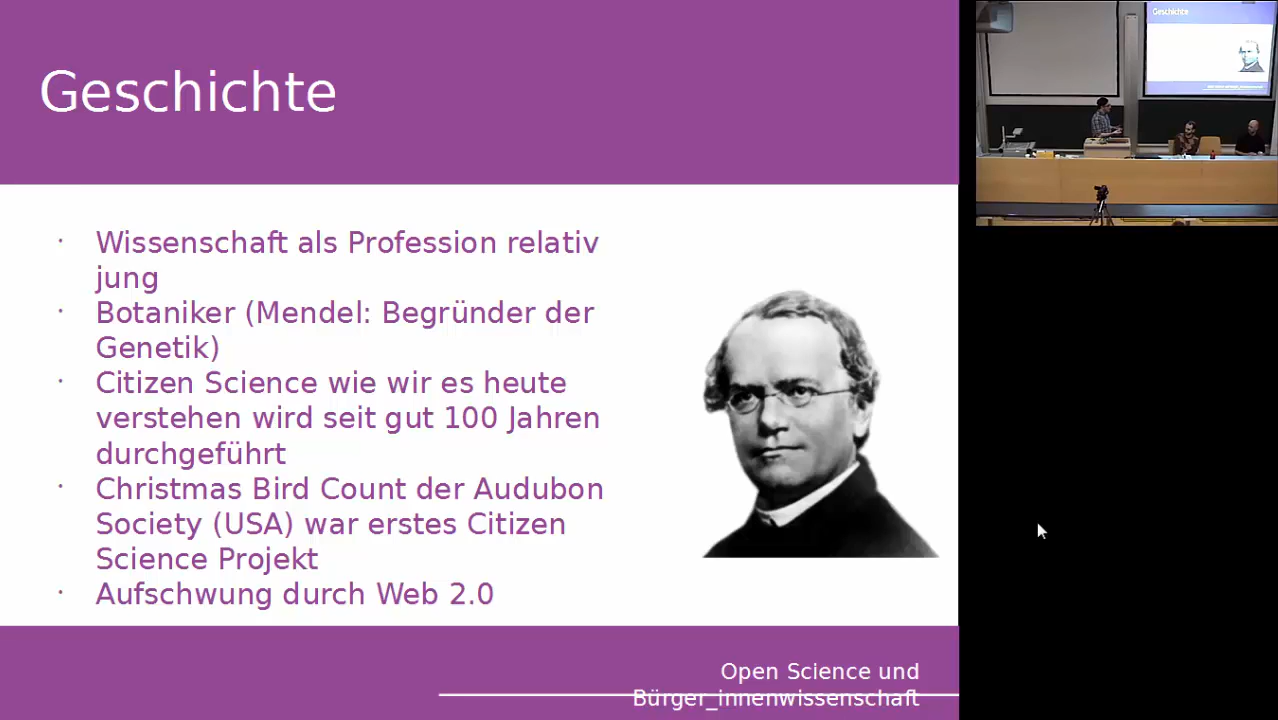 Geschichte
· Wissenschaft als Profession relativ
jung
· Botaniker (Mendel: Begründer der
Genetik)
· Citizen Science wie wir es heute
verstehen wird seit gut 100 Jahren
durchgeführt
· Christmas Bird Count der Audubon
Society (USA) war erstes Citizen
Science Projekt
· Aufschwung durch Web 2.0
Open Science und
Bürger_innenwissenschaft
Geschichte